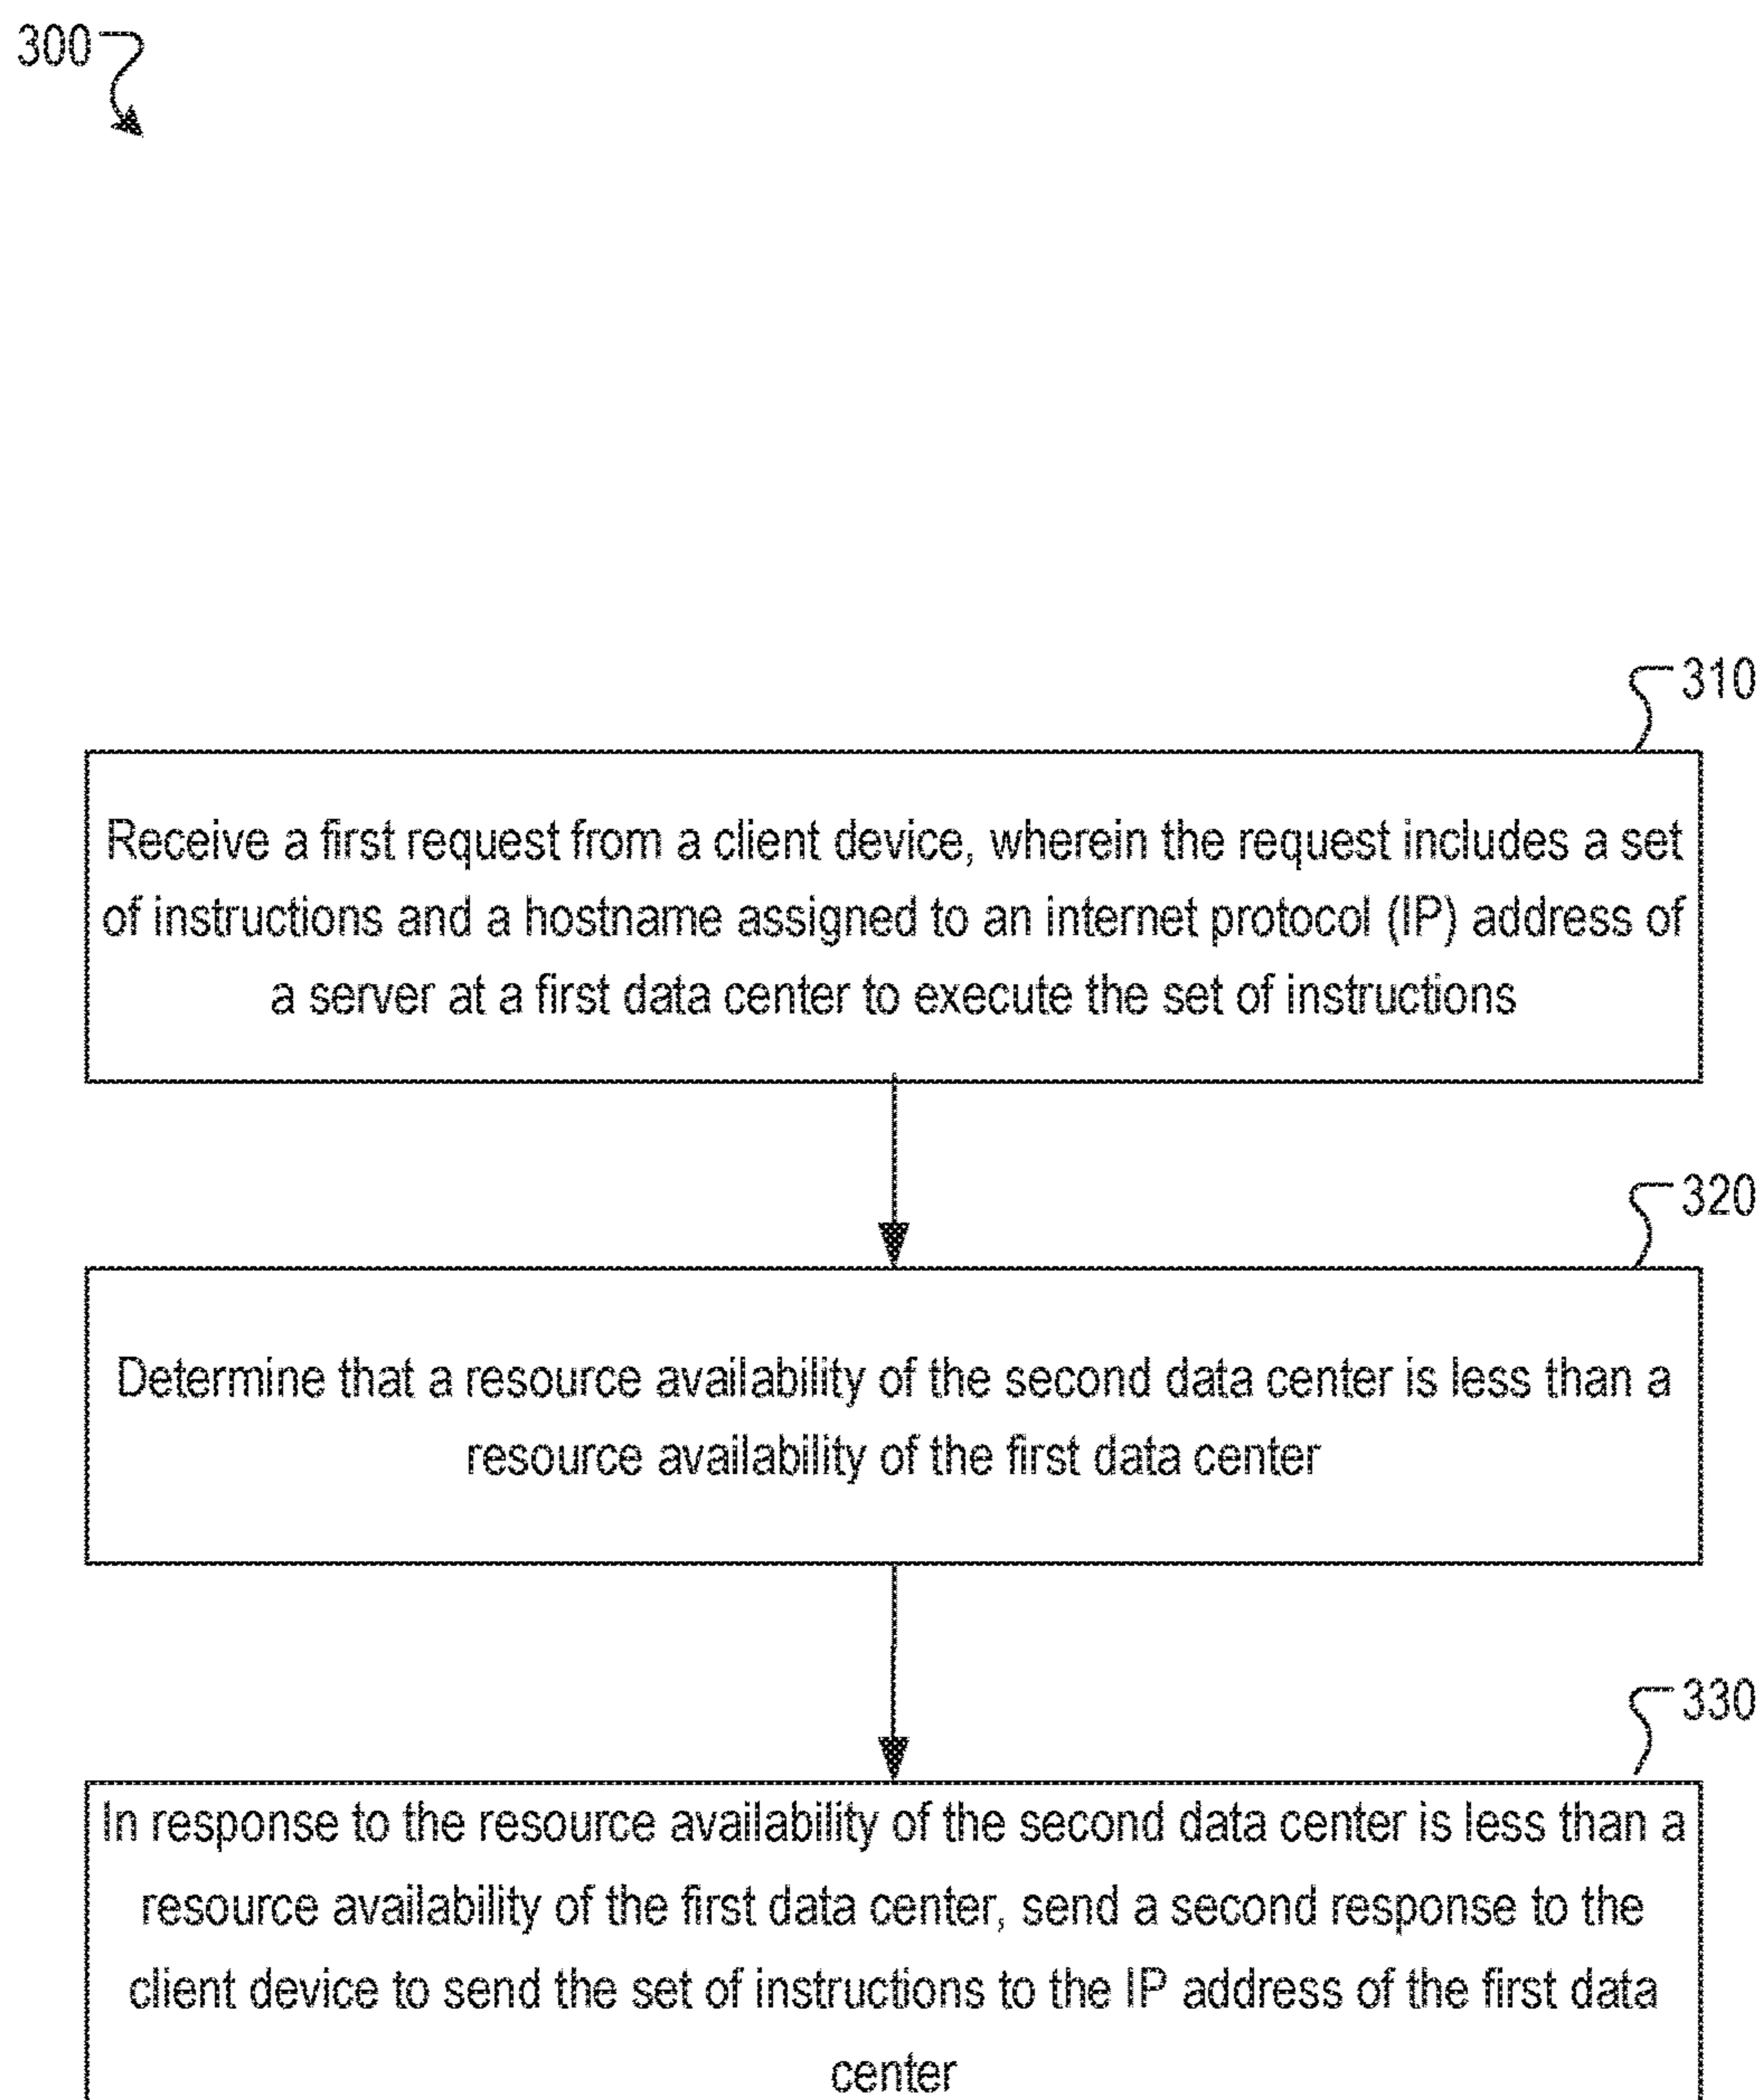 300
310
Receive a first request from a client device, wherein the request includes a set
of instructions and a hostname assigned to an internet protocol (IP) address of
a server at a first data center to execute the set of instructions
320
Determine that a resource availability of the second data center is less than a
resource availability of the first data center
330
In response to the resource availability of the second data center is less than a
resource availability of the first data center, send a second response to the
client device to send the set of instructions to the IP address of the first data
center